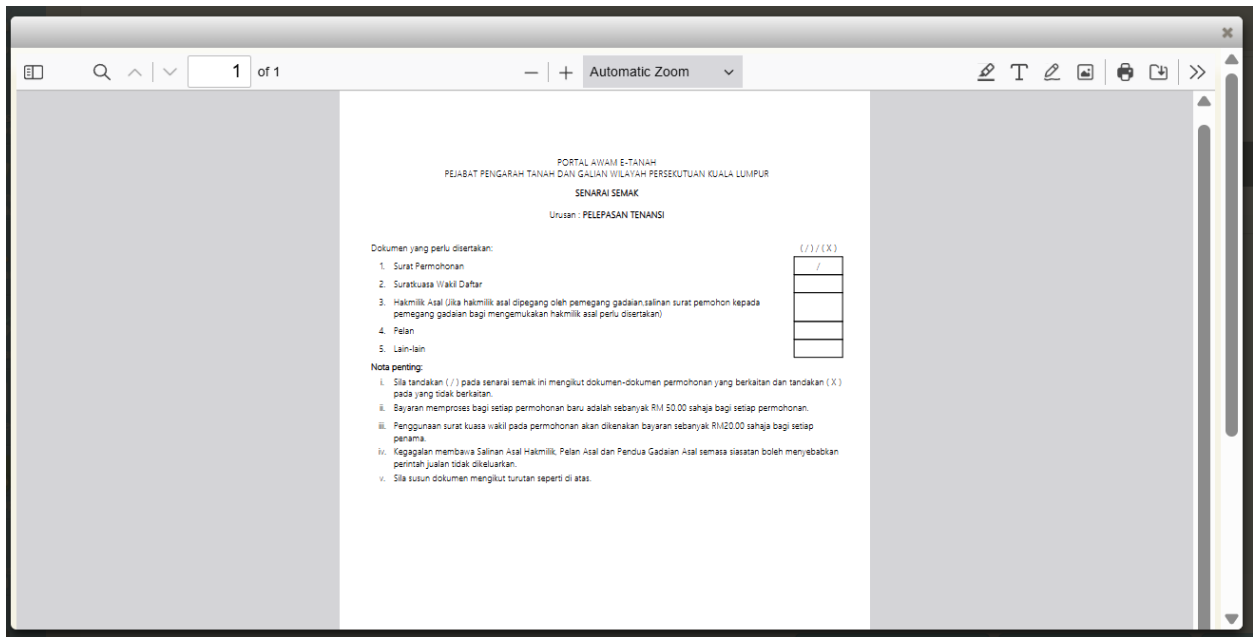 1 of 1
Automatic Zoom
PORTAL AWAM E-TANAH
PEJABAT PENGARAH TANAH DAN GALIAN WILAYAH PERSEKUTUAN KUALA LUMPUR
SENARAI SEMAK
Urusan : PELEPASAN TENANSI
Dokumen yang perlu disertakan: ( / ) / ( X )
1. Surat Permohonan /
2. Suratkuasa Wakil Daftar
3. Hakmilik Asal (Jika hakmilik asal dipegang oleh pemegang gadaian,salinan surat pemohon kepada
pemegang gadaian bagi mengemukakan hakmilik asal perlu disertakan)
4. Pelan
5. Lain-lain
Nota penting:
i. Sila tandakan ( / ) pada senarai semak ini mengikut dokumen-dokumen permohonan yang berkaitan dan tandakan ( X )
pada yang tidak berkaitan.
ii. Bayaran memproses bagi setiap permohonan baru adalah sebanyak RM 50.00 sahaja bagi setiap permohonan.
iii. Penggunaan surat kuasa wakil pada permohonan akan dikenakan bayaran sebanyak RM20.00 sahaja bagi setiap
penama.
iv. Kegagalan membawa Salinan Asal Hakmilik, Pelan Asal dan Pendua Gadaian Asal semasa siasatan boleh menyebabkan
perintah jualan tidak dikeluarkan.
v. Sila susun dokumen mengikut turutan seperti di atas.